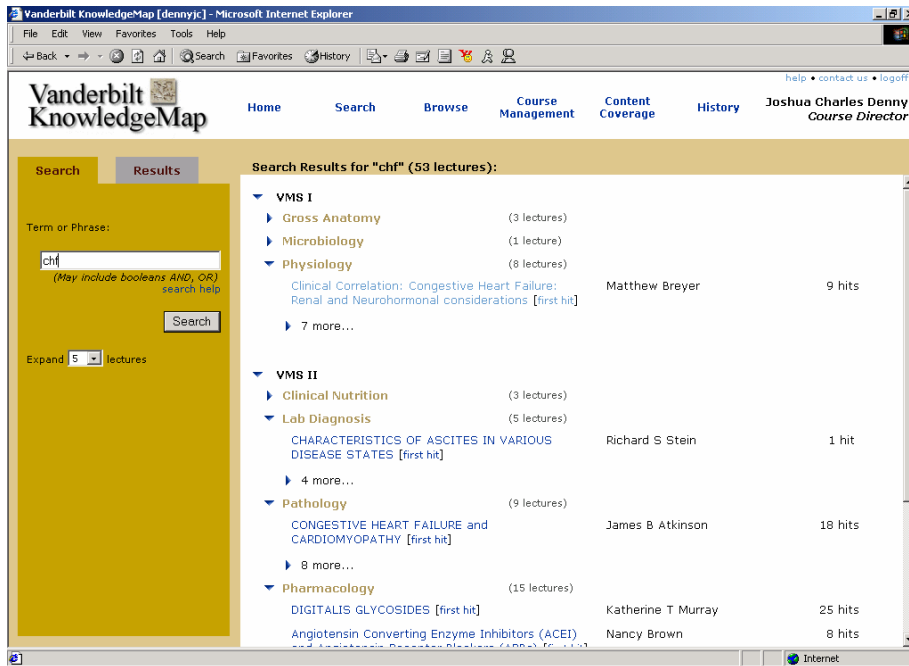 Vanderbilt KnowledgeMap [dennyjc] - Microsoft Internet Explorer
File Edit View Favorites Tools Help
Back Search Favorites History
help • contact us • logoff
Vanderbilt
KnowledgeMap
Home Search Browse Course Management Content Coverage History
Joshua Charles Denny
Course Director
Search Results
Search Results for "chf" (53 lectures):
Term or Phrase:
chf
(May include booleans AND, OR)
search help
Search
Expand 5 lectures
VMS I
Gross Anatomy (3 lectures)
Microbiology (1 lecture)
Physiology (8 lectures)
Clinical Correlation: Congestive Heart Failure: Matthew Breyer 9 hits
Renal and Neurohormonal considerations [first hit]
7 more...
VMS II
Clinical Nutrition (3 lectures)
Lab Diagnosis (5 lectures)
CHARACTERISTICS OF ASCITES IN VARIOUS Richard S Stein 1 hit
DISEASE STATES [first hit]
4 more...
Pathology (9 lectures)
CONGESTIVE HEART FAILURE and James B Atkinson 18 hits
CARDIOMYOPATHY [first hit]
8 more...
Pharmacology (15 lectures)
DIGITALIS GLYCOSIDES [first hit] Katherine T Murray 25 hits
Angiotensin Converting Enzyme Inhibitors (ACEI) Nancy Brown 8 hits
and Angiotensin Receptor Blockers (ARBs) [first hit]
Internet